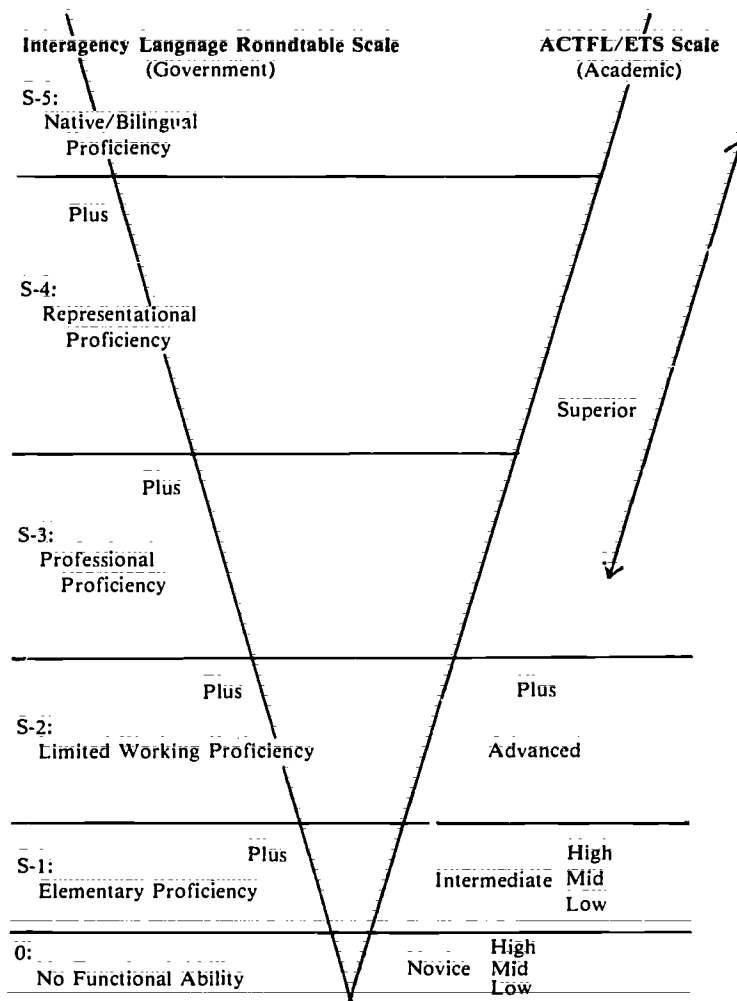 Interagency Langnage Ronndtable Scale
(Government)
ACTFL/ETS Scale
(Academic)
S-5:
Native/Bilingual
Proficiency
Plus
S-4:
Representational
Proficiency
Superior
Plus
S-3:
Professional
Proficiency
Plus
Plus
S-2:
Limited Working Proficiency
Advanced
Plus
S-1:
Elementary Proficiency
Intermediate
High
Mid
Low
0:
No Functional Ability
Novice
High
Mid
Low